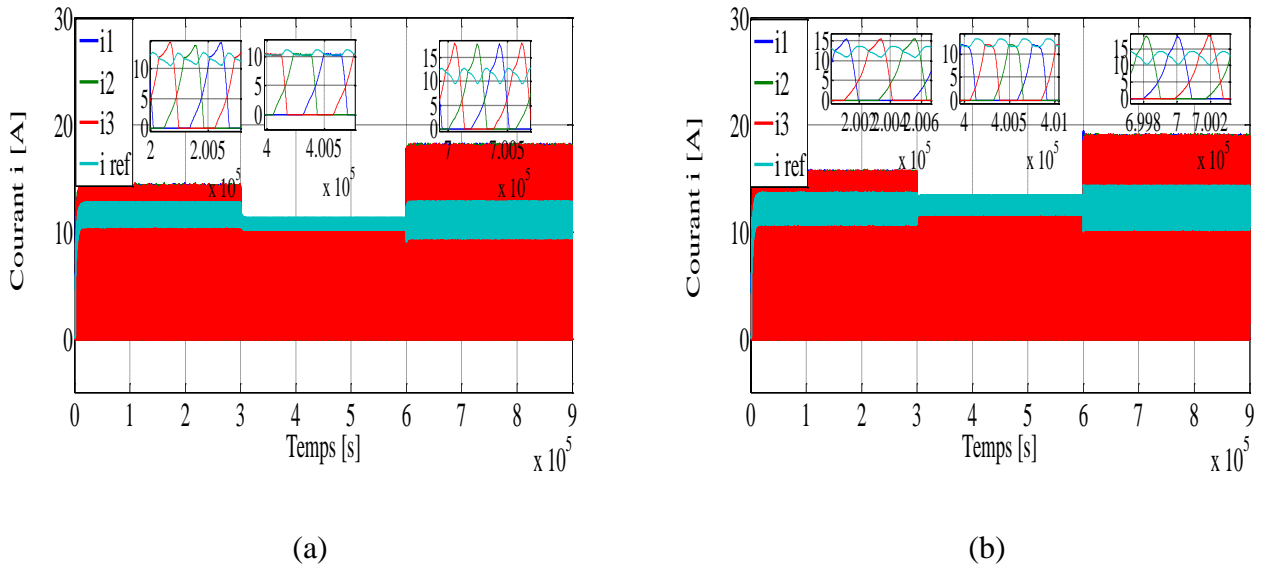 30
20
10
0
Courant i [A]
i1
i2
i3
i ref
10
5
0
2
2.005
x 10^5
10
5
0
4
4.005
x 10^5
15
10
5
0
7
7.005
x 10^5
0 1 2 3 4 5 6 7 8 9
Temps [s]
x 10^5
(a)
30
20
10
0
Courant i [A]
i1
i2
i3
i ref
15
10
5
0
2.002 2.004 2.006
x 10^5
15
10
5
0
4 4.005 4.01
x 10^5
15
10
5
0
6.998 7 7.002
x 10^5
0 1 2 3 4 5 6 7 8 9
Temps [s]
x 10^5
(b)